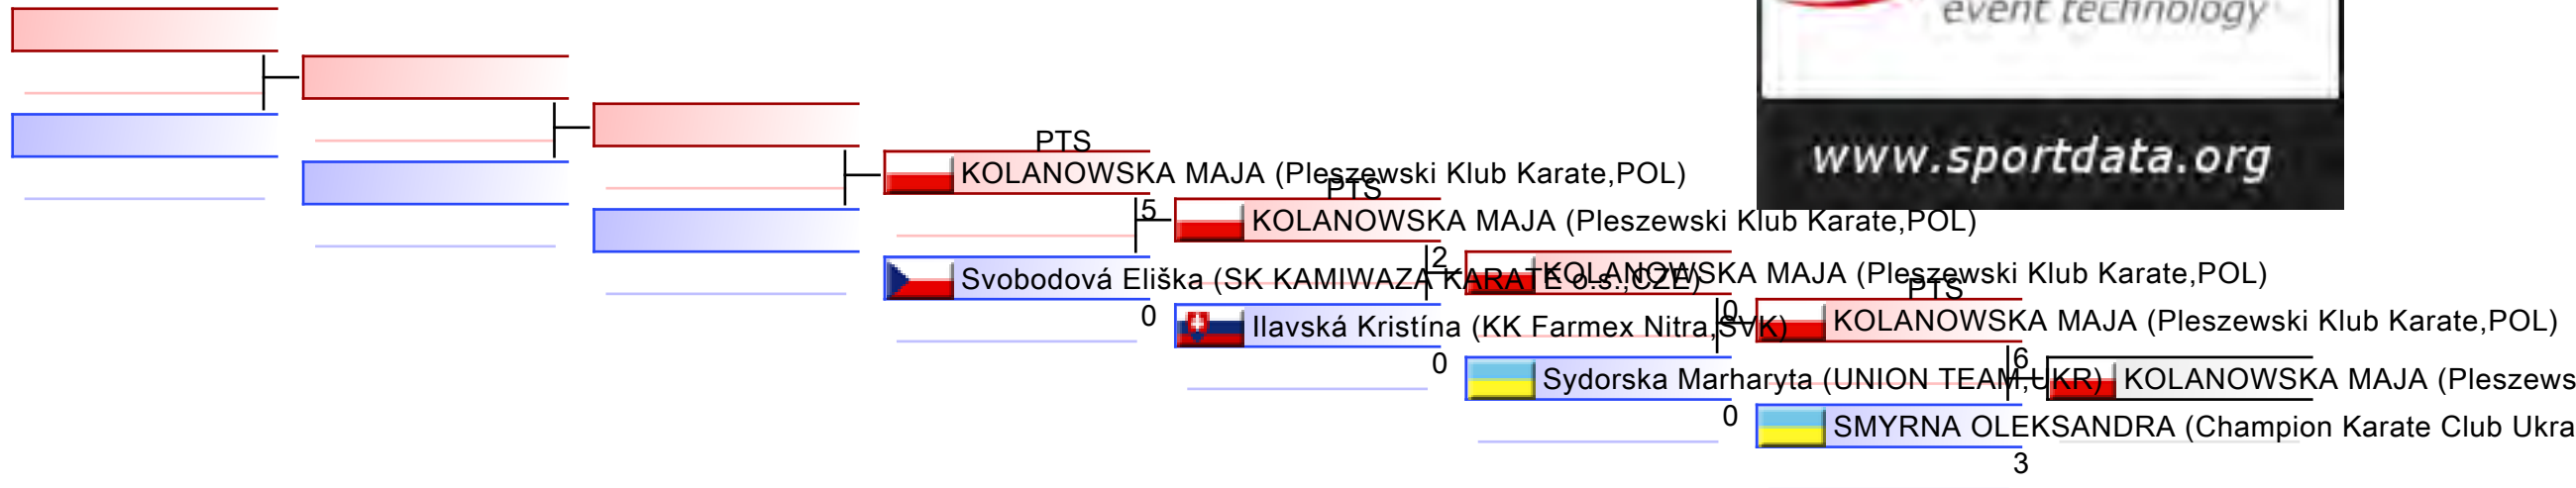 event technology
www.sportdata.org
PTS
KOLANOWSKA MAJA (Pleszewski Klub Karate,POL)
5
Svobodová Eliška (SK KAMIWAZA KARATE o.s.,CZE)
0
PTS
KOLANOWSKA MAJA (Pleszewski Klub Karate,POL)
2
Ilavská Kristína (KK Farmex Nitra,SVK)
0
KOLANOWSKA MAJA (Pleszewski Klub Karate,POL)
0
Sydorska Marharyta (UNION TEAM,UKR)
0
PTS
KOLANOWSKA MAJA (Pleszewski Klub Karate,POL)
6
SMYRNA OLEKSANDRA (Champion Karate Club Ukra
3
KOLANOWSKA MAJA (Pleszews